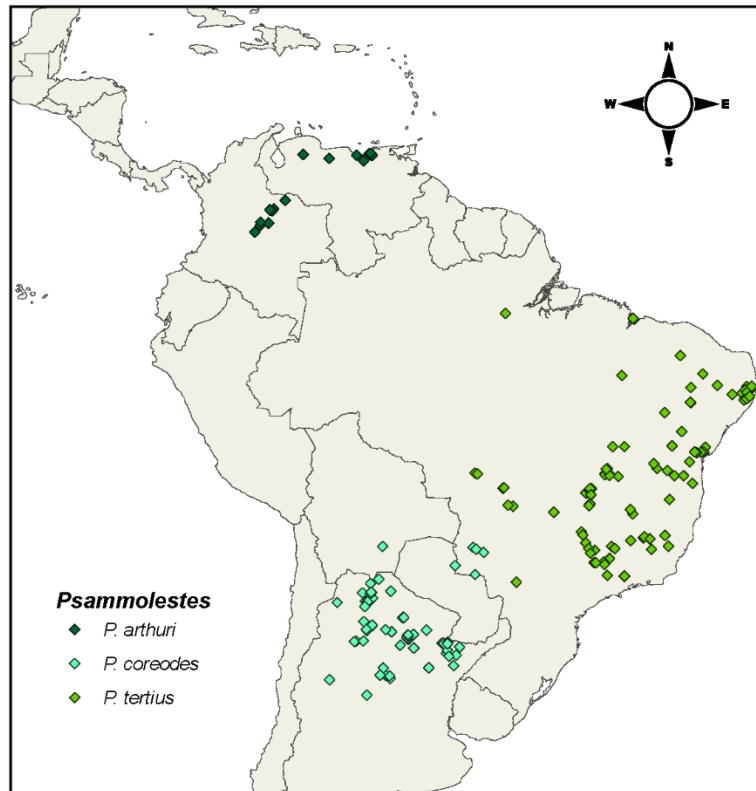 N
W E
S
Psammolestes
P. arthuri
P. coreodes
P. tertius